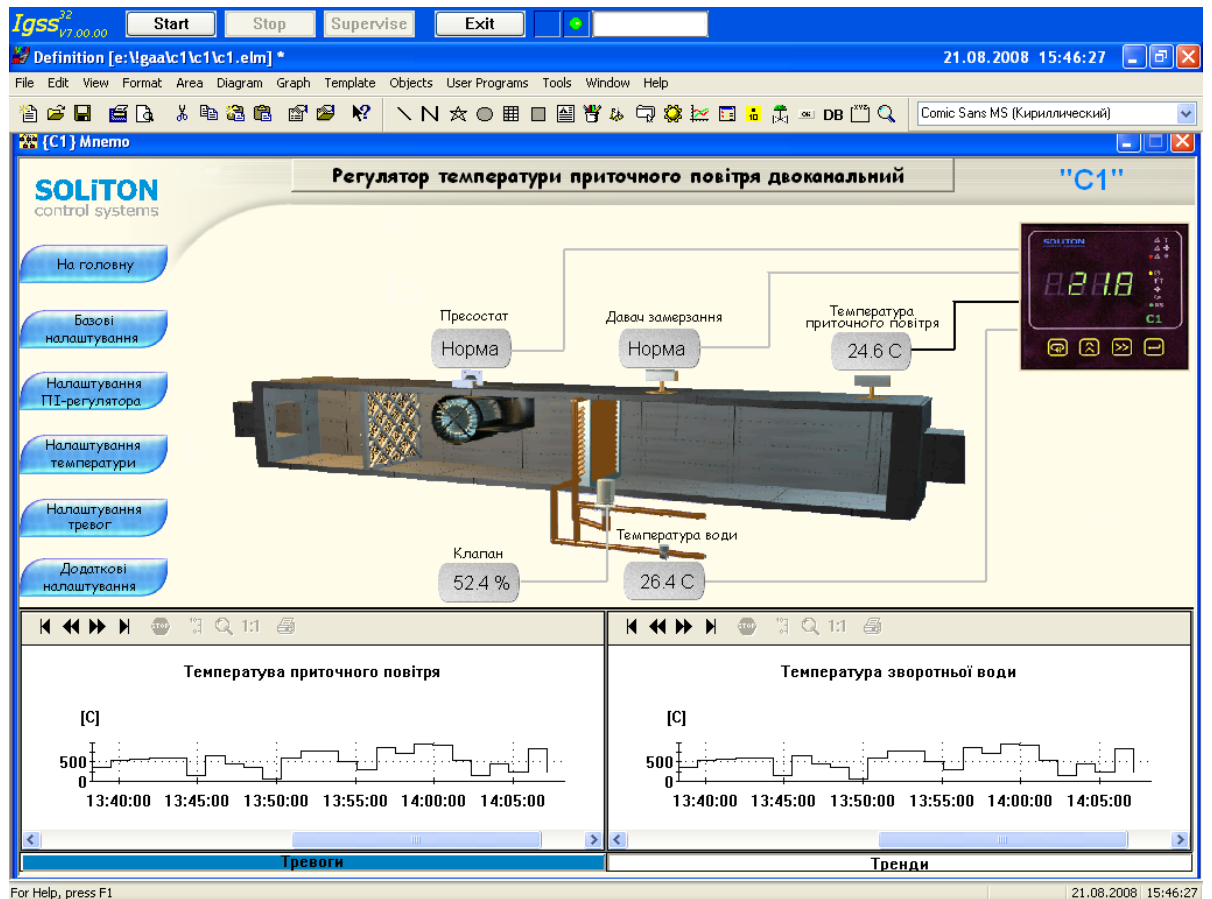 Igss32 V7.00.00 Start Stop Supervise Exit
Definition [e:\!gaa\c1\c1\c1.elm] * 21.08.2008 15:46:27
File Edit View Format Area Diagram Graph Template Objects User Programs Tools Window Help
DB Comic Sans MS (Кириллический)
{C1} Mnemo
SOLiTON
control systems
Регулятор температури приточного повітря двоканальний
"C1"
На головну
Базові
налаштування
Налаштування
ПІ-регулятора
Налаштування
температури
Налаштування
тревог
Додаткові
налаштування
Пресостат
Норма
Давач замерзання
Норма
Температура
приточного повітря
24.6 C
SOLITON
21.8
C1
Клапан
52.4 %
Температура води
26.4 C
STOP 1:1
Температува приточного повітря
[C]
500
0
13:40:00 13:45:00 13:50:00 13:55:00 14:00:00 14:05:00
STOP 1:1
Температура зворотньої води
[C]
500
0
13:40:00 13:45:00 13:50:00 13:55:00 14:00:00 14:05:00
Тревоги
Тренди
For Help, press F1 21.08.2008 15:46:27